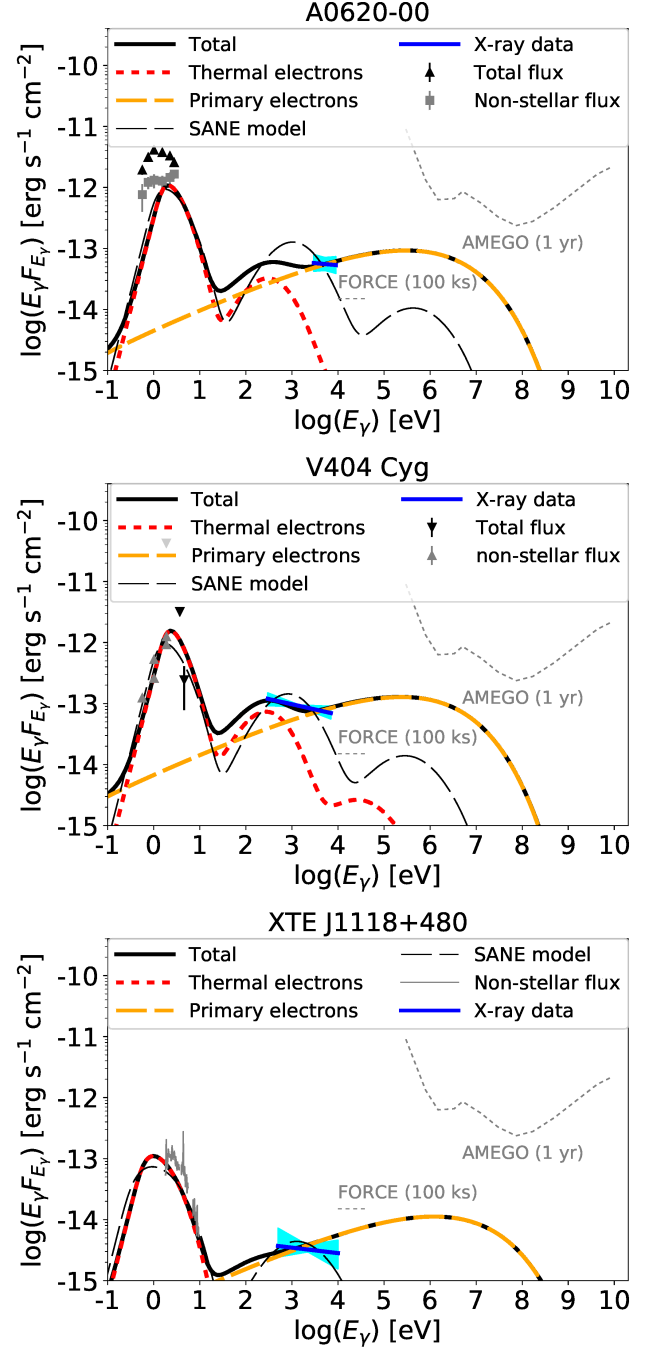 A0620-00
Total
Thermal electrons
Primary electrons
SANE model
X-ray data
Total flux
Non-stellar flux
AMEGO (1 yr)
FORCE (100 ks)
log(EγFEγ) [erg s−1 cm−2]
-10
-11
-12
-13
-14
-15
-1 0 1 2 3 4 5 6 7 8 9 10
log(Eγ) [eV]
V404 Cyg
Total
Thermal electrons
Primary electrons
SANE model
X-ray data
Total flux
non-stellar flux
AMEGO (1 yr)
FORCE (100 ks)
log(EγFEγ) [erg s−1 cm−2]
-10
-11
-12
-13
-14
-15
-1 0 1 2 3 4 5 6 7 8 9 10
log(Eγ) [eV]
XTE J1118+480
Total
Thermal electrons
Primary electrons
SANE model
Non-stellar flux
X-ray data
AMEGO (1 yr)
FORCE (100 ks)
log(EγFEγ) [erg s−1 cm−2]
-10
-11
-12
-13
-14
-15
-1 0 1 2 3 4 5 6 7 8 9 10
log(Eγ) [eV]